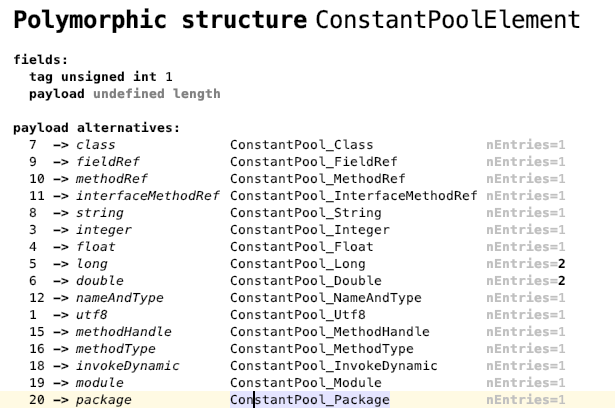 Polymorphic structure ConstantPoolElement
fields:
tag unsigned int 1
payload undefined length
payload alternatives:
7 —> class ConstantPool_Class nEntries=1
9 —> fieldRef ConstantPool_FieldRef nEntries=1
10 —> methodRef ConstantPool_MethodRef nEntries=1
11 —> interfaceMethodRef ConstantPool_InterfaceMethodRef nEntries=1
8 —> string ConstantPool_String nEntries=1
3 —> integer ConstantPool_Integer nEntries=1
4 —> float ConstantPool_Float nEntries=1
5 —> long ConstantPool_Long nEntries=2
6 —> double ConstantPool_Double nEntries=2
12 —> nameAndType ConstantPool_NameAndType nEntries=1
1 —> utf8 ConstantPool_Utf8 nEntries=1
15 —> methodHandle ConstantPool_MethodHandle nEntries=1
16 —> methodType ConstantPool_MethodType nEntries=1
18 —> invokeDynamic ConstantPool_InvokeDynamic nEntries=1
19 —> module ConstantPool_Module nEntries=1
20 —> package ConstantPool_Package nEntries=1